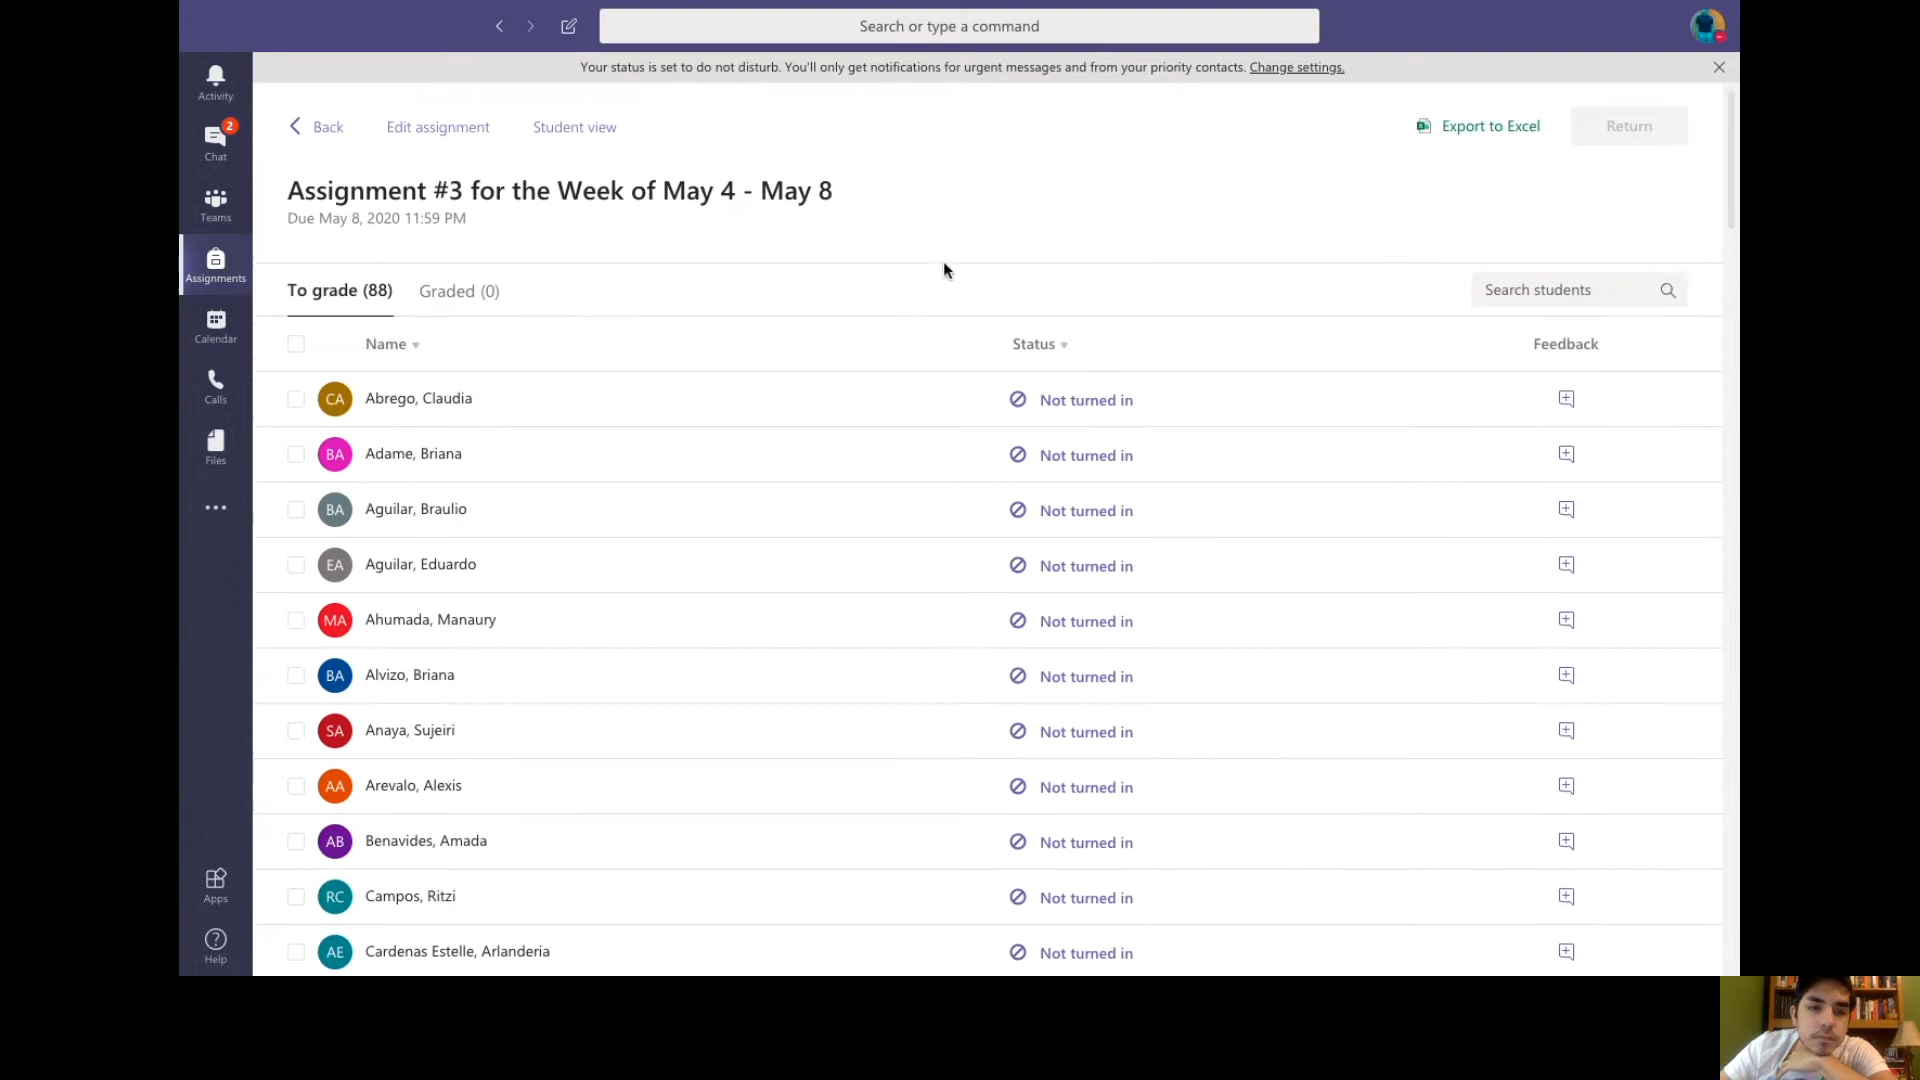 Search or type a command
Your status is set to do not disturb. You'll only get notifications for urgent messages and from your priority contacts. Change settings.
Activity
2
Chat
Teams
Assignments
Calendar
Calls
Files
Apps
Help
Back Edit assignment Student view Export to Excel Return
Assignment #3 for the Week of May 4 - May 8
Due May 8, 2020 11:59 PM
To grade (88) Graded (0) Search students
Name Status Feedback
CA Abrego, Claudia Not turned in
BA Adame, Briana Not turned in
BA Aguilar, Braulio Not turned in
EA Aguilar, Eduardo Not turned in
MA Ahumada, Manaury Not turned in
BA Alvizo, Briana Not turned in
SA Anaya, Sujeiri Not turned in
AA Arevalo, Alexis Not turned in
AB Benavides, Amada Not turned in
RC Campos, Ritzi Not turned in
AE Cardenas Estelle, Arlanderia Not turned in